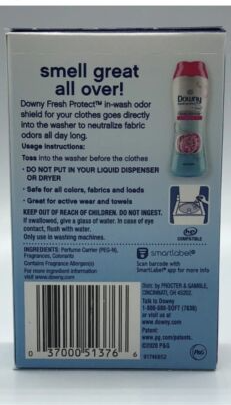 smell great
all over!
Downy Fresh Protect™ in-wash odor
shield for your clothes goes directly
into the washer to neutralize fabric
odors all day long.
Usage instructions:
Toss into the washer before the clothes
• DO NOT PUT IN YOUR LIQUID DISPENSER
OR DRYER
• Safe for all colors, fabrics and loads
• Great for active wear and towels
KEEP OUT OF REACH OF CHILDREN. DO NOT INGEST.
If swallowed, give a glass of water. In case of eye
contact, flush with water.
Only use in washing machines.
Downy
he
COMPATIBLE
INGREDIENTS: Perfume Carrier (PEG-N),
Fragrances, Colorants
Contains Fragrance Allergen(s)
For more ingredient information
visit www.downy.com
smartlabel
Scan barcode with
SmartLabel® app for more info
0 37000 51376 6
Distr. by PROCTER & GAMBLE,
CINCINNATI, OH 45202.
Talk to Downy
1-800-688-SOFT (7638)
or visit us at
www.downy.com
Patent:
www.pg.com/patents.
©2020 P&G
91746952
P&G